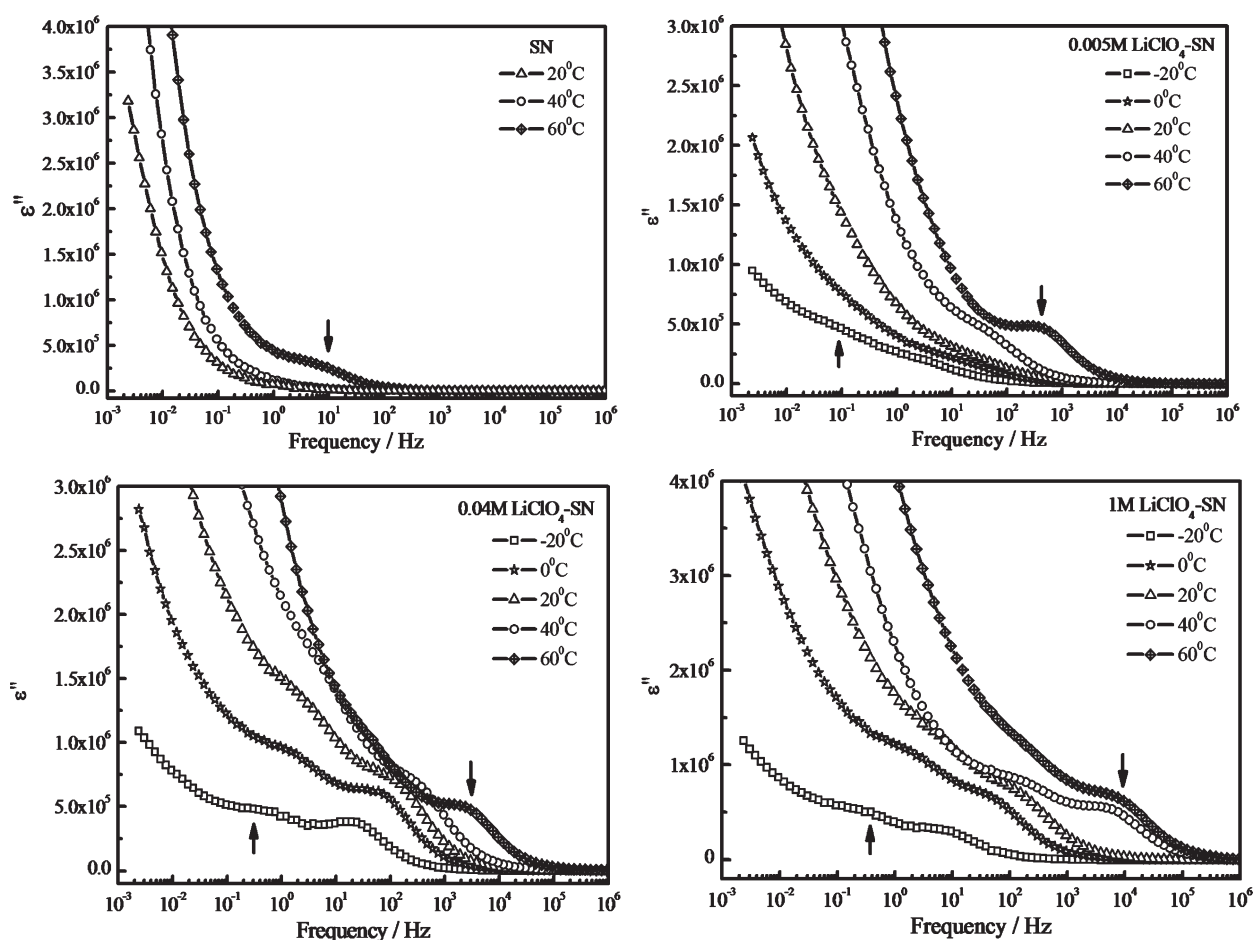 SN
20⁰C
40⁰C
60⁰C
4.0x10⁶
3.5x10⁶
3.0x10⁶
2.5x10⁶
2.0x10⁶
1.5x10⁶
1.0x10⁶
5.0x10⁵
0.0
ε"
10⁻³ 10⁻² 10⁻¹ 10⁰ 10¹ 10² 10³ 10⁴ 10⁵ 10⁶
Frequency / Hz
0.005M LiClO₄-SN
-20⁰C
0⁰C
20⁰C
40⁰C
60⁰C
3.0x10⁶
2.5x10⁶
2.0x10⁶
1.5x10⁶
1.0x10⁶
5.0x10⁵
0.0
ε"
10⁻³ 10⁻² 10⁻¹ 10⁰ 10¹ 10² 10³ 10⁴ 10⁵ 10⁶
Frequency / Hz
0.04M LiClO₄-SN
-20⁰C
0⁰C
20⁰C
40⁰C
60⁰C
3.0x10⁶
2.5x10⁶
2.0x10⁶
1.5x10⁶
1.0x10⁶
5.0x10⁵
0.0
ε"
10⁻³ 10⁻² 10⁻¹ 10⁰ 10¹ 10² 10³ 10⁴ 10⁵ 10⁶
Frequency / Hz
1M LiClO₄-SN
-20⁰C
0⁰C
20⁰C
40⁰C
60⁰C
4x10⁶
3x10⁶
2x10⁶
1x10⁶
0
ε"
10⁻³ 10⁻² 10⁻¹ 10⁰ 10¹ 10² 10³ 10⁴ 10⁵ 10⁶
Frequency / Hz